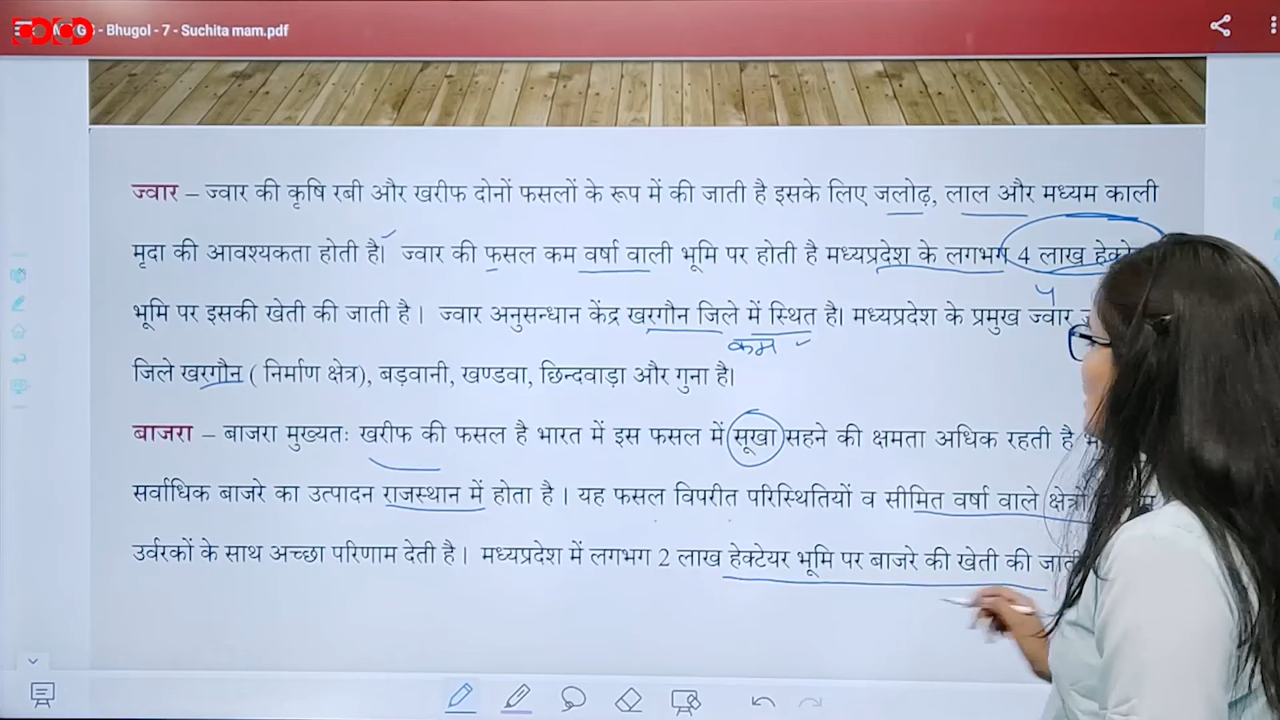 - Bhugol - 7 - Suchita mam.pdf
ज्वार – ज्वार की कृषि रबी और खरीफ दोनों फसलों के रूप में की जाती है इसके लिए जलोढ़, लाल और मध्यम काली
मृदा की आवश्यकता होती है। ज्वार की फसल कम वर्षा वाली भूमि पर होती है मध्यप्रदेश के लगभग 4 लाख
भूमि पर इसकी खेती की जाती है। ज्वार अनुसन्धान केंद्र खरगौन जिले में स्थित है। मध्यप्रदेश के प्रमुख ज्वार
कम
जिले खरगौन ( निर्माण क्षेत्र), बड़वानी, खण्डवा, छिन्दवाड़ा और गुना है।
बाजरा – बाजरा मुख्यतः खरीफ की फसल है भारत में इस फसल में सूखा सहने की क्षमता अधिक रहती है
सर्वाधिक बाजरे का उत्पादन राजस्थान में होता है। यह फसल विपरीत परिस्थितियों व सीमित वर्षा वाले
उर्वरकों के साथ अच्छा परिणाम देती है। मध्यप्रदेश में लगभग 2 लाख हेक्टेयर भूमि पर बाजरे की खेती की